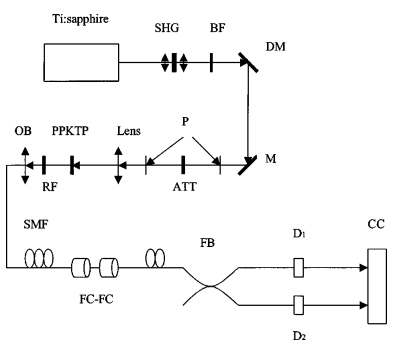 Ti:sapphire
SHG
BF
DM
OB
PPKTP
Lens
P
M
RF
ATT
SMF
FB
D1
CC
FC-FC
D2